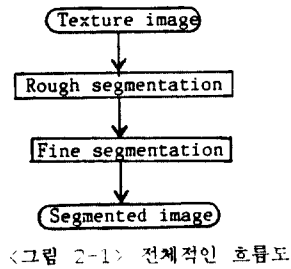 Texture image
Rough segmentation
Fine segmentation
Segmented image
<그림 2-1> 전체적인 흐름도